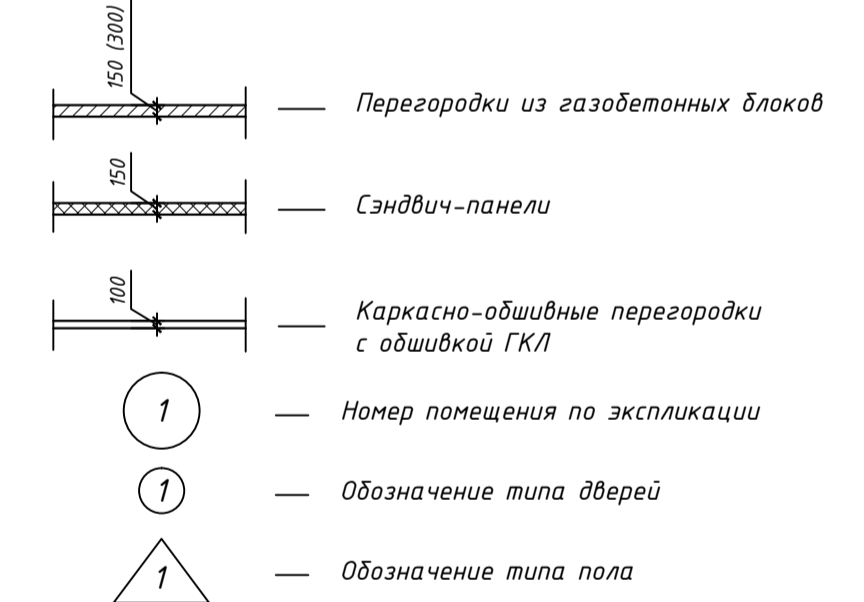 150 (300)
Перегородки из газобетонных блоков
150
Сэндвич-панели
100
Каркасно-обшивные перегородки
с обшивкой ГКЛ
1
Номер помещения по экспликации
1
Обозначение типа дверей
1
Обозначение типа пола